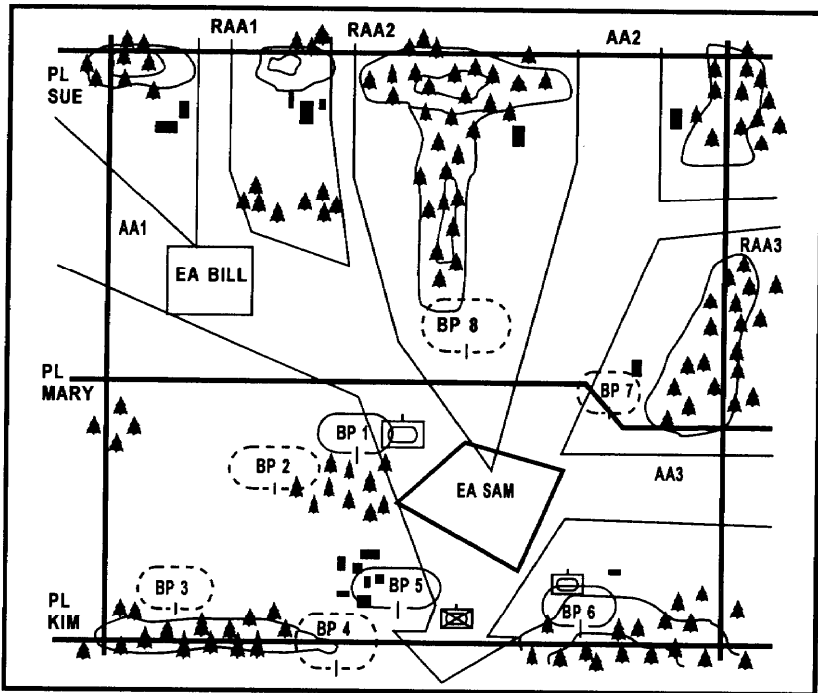 RAA1
RAA2
AA2
PL
SUE
AA1
EA BILL
RAA3
BP 8
PL
MARY
BP 7
BP 1
BP 2
EA SAM
AA3
BP 3
BP 5
BP 6
PL
KIM
BP 4